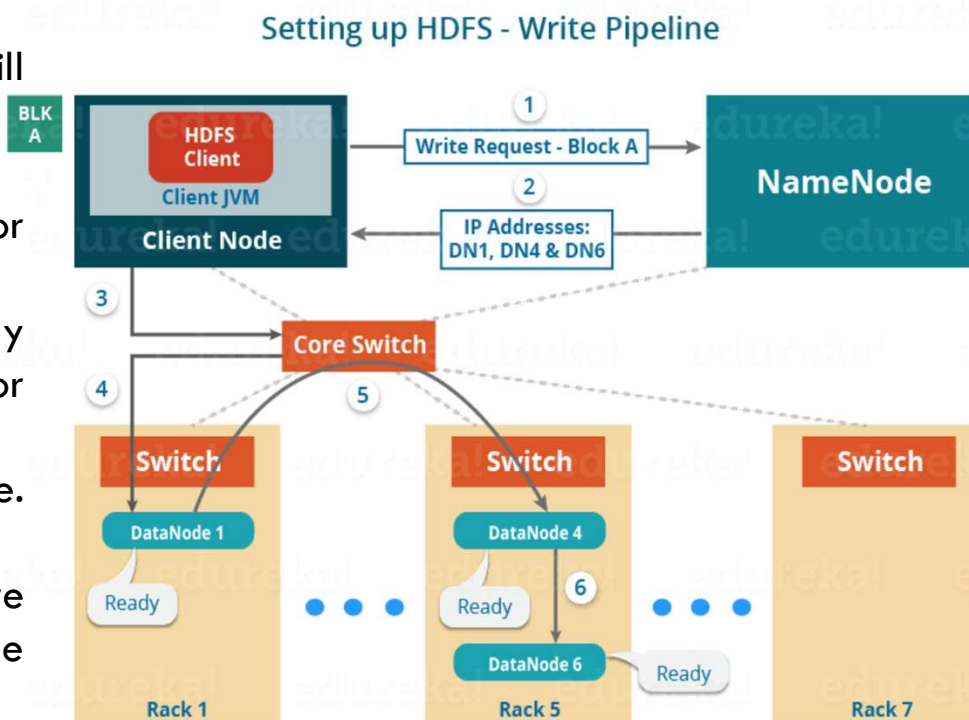 Setting up HDFS - Write Pipeline
ill
or
y
or
e.
re
e
BLK
A
HDFS
Client
Client JVM
Client Node
1
Write Request - Block A
2
IP Addresses:
DN1, DN4 & DN6
NameNode
3
Core Switch
4
5
Switch
Switch
Switch
DataNode 1
Ready
DataNode 4
Ready
6
DataNode 6
Ready
Rack 1
Rack 5
Rack 7
edureka!